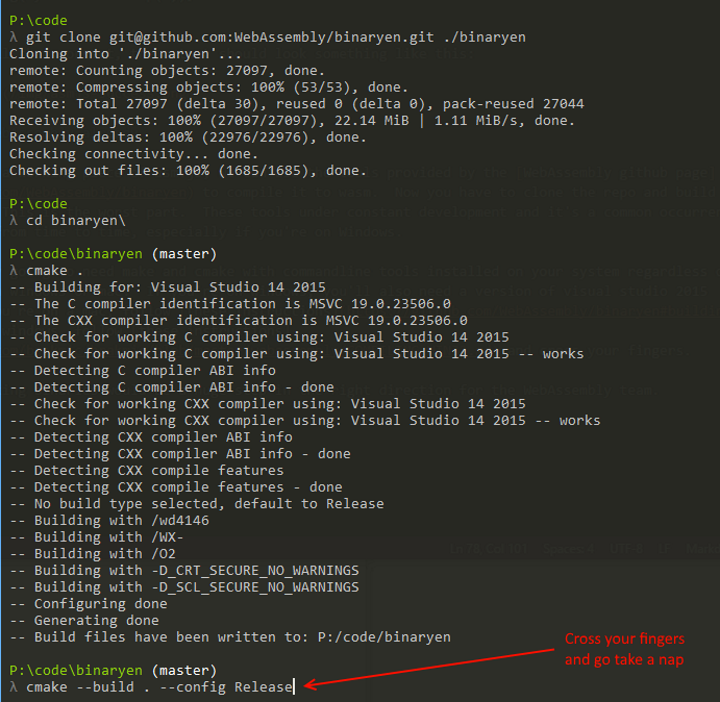 P:\code
λ git clone git@github.com:WebAssembly/binaryen.git ./binaryen
Cloning into './binaryen'...
remote: Counting objects: 27097, done.
remote: Compressing objects: 100% (53/53), done.
remote: Total 27097 (delta 30), reused 0 (delta 0), pack-reused 27044
Receiving objects: 100% (27097/27097), 22.14 MiB | 1.11 MiB/s, done.
Resolving deltas: 100% (22976/22976), done.
Checking connectivity... done.
Checking out files: 100% (1685/1685), done.
P:\code
λ cd binaryen\
P:\code\binaryen (master)
λ cmake .
-- Building for: Visual Studio 14 2015
-- The C compiler identification is MSVC 19.0.23506.0
-- The CXX compiler identification is MSVC 19.0.23506.0
-- Check for working C compiler using: Visual Studio 14 2015
-- Check for working C compiler using: Visual Studio 14 2015 -- works
-- Detecting C compiler ABI info
-- Detecting C compiler ABI info - done
-- Check for working CXX compiler using: Visual Studio 14 2015
-- Check for working CXX compiler using: Visual Studio 14 2015 -- works
-- Detecting CXX compiler ABI info
-- Detecting CXX compiler ABI info - done
-- Detecting CXX compile features
-- Detecting CXX compile features - done
-- No build type selected, default to Release
-- Building with /wd4146
-- Building with /WX-
-- Building with /O2
-- Building with -D_CRT_SECURE_NO_WARNINGS
-- Building with -D_SCL_SECURE_NO_WARNINGS
-- Configuring done
-- Generating done
-- Build files have been written to: P:/code/binaryen
P:\code\binaryen (master)
λ cmake --build . --config Release
Cross your fingers
and go take a nap